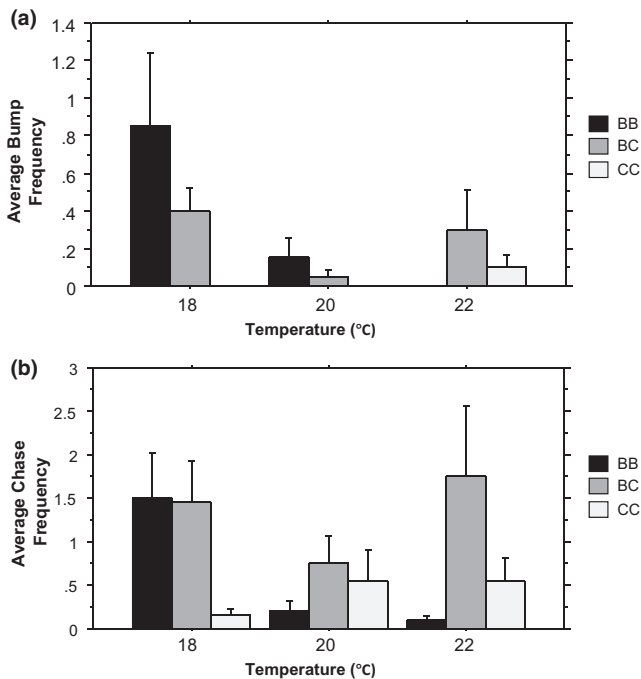 (a)
Average Bump
Frequency
1.4
1.2
1
.8
.6
.4
.2
0
18
20
22
Temperature (°C)
BB
BC
CC
(b)
Average Chase
Frequency
3
2.5
2
1.5
1
.5
0
18
20
22
Temperature (°C)
BB
BC
CC